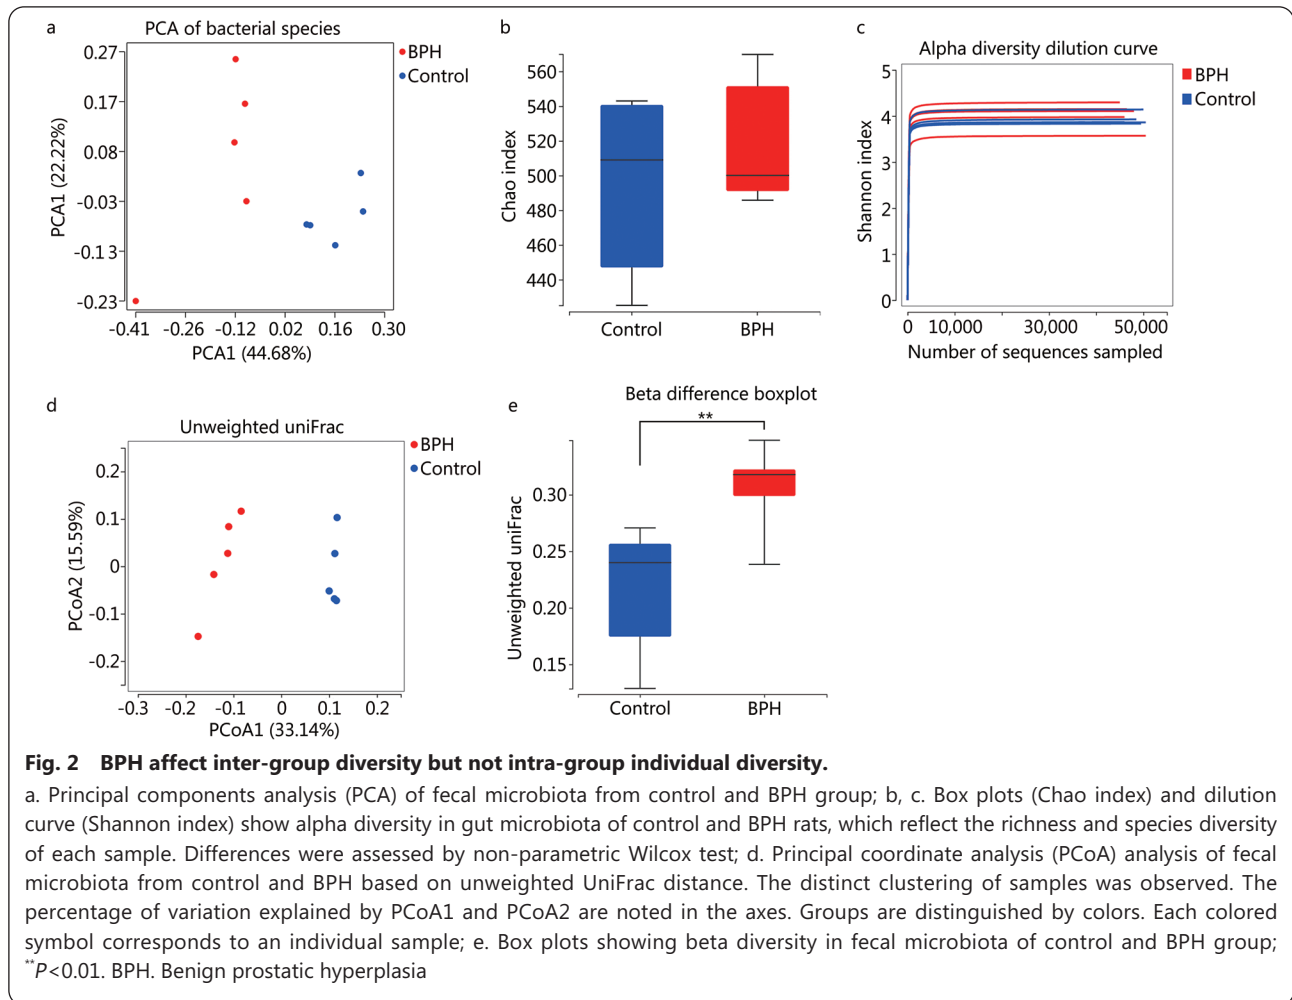 a
PCA of bacterial species
BPH
Control
0.27
0.17
0.08
-0.03
-0.13
-0.23
PCA1 (22.22%)
-0.41 -0.26 -0.12 0.02 0.16 0.30
PCA1 (44.68%)
b
560
540
520
500
480
460
440
Chao index
Control BPH
c
Alpha diversity dilution curve
BPH
Control
5
4
3
2
1
0
Shannon index
0 10,000 30,000 50,000
Number of sequences sampled
d
Unweighted uniFrac
BPH
Control
0.2
0.1
0
-0.1
-0.2
PCoA2 (15.59%)
-0.3 -0.2 -0.1 0 0.1 0.2
PCoA1 (33.14%)
e
Beta difference boxplot
**
0.30
0.25
0.20
0.15
Unweighted uniFrac
Control BPH
Fig. 2 BPH affect inter-group diversity but not intra-group individual diversity.
a. Principal components analysis (PCA) of fecal microbiota from control and BPH group; b, c. Box plots (Chao index) and dilution
curve (Shannon index) show alpha diversity in gut microbiota of control and BPH rats, which reflect the richness and species diversity
of each sample. Differences were assessed by non-parametric Wilcox test; d. Principal coordinate analysis (PCoA) analysis of fecal
microbiota from control and BPH based on unweighted UniFrac distance. The distinct clustering of samples was observed. The
percentage of variation explained by PCoA1 and PCoA2 are noted in the axes. Groups are distinguished by colors. Each colored
symbol corresponds to an individual sample; e. Box plots showing beta diversity in fecal microbiota of control and BPH group;
**P<0.01. BPH. Benign prostatic hyperplasia